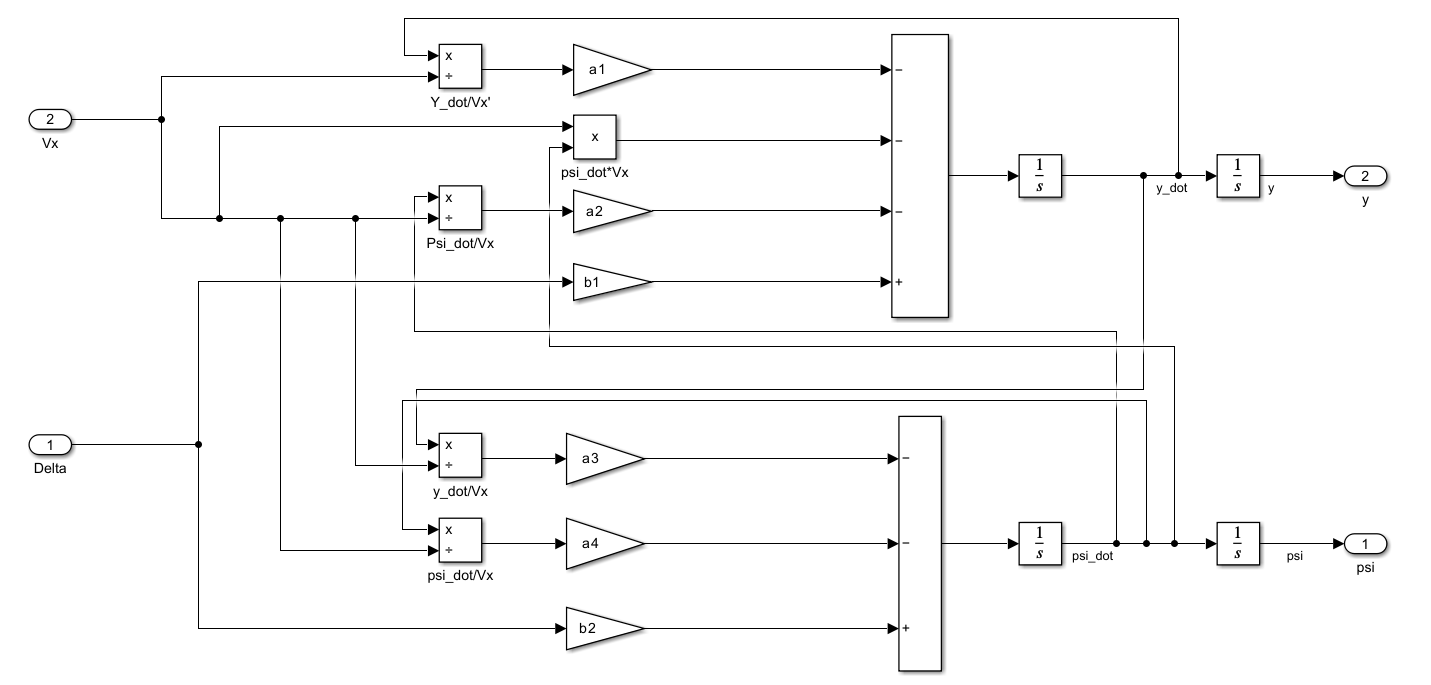 x
÷
Y_dot/Vx'
a1
−
2
Vx
x
psi_dot*Vx
−
1
s
y_dot
1
s
y
2
y
x
÷
Psi_dot/Vx
a2
−
b1
+
1
Delta
x
÷
y_dot/Vx
a3
−
x
÷
psi_dot/Vx
a4
−
1
s
psi_dot
1
s
psi
1
psi
b2
+